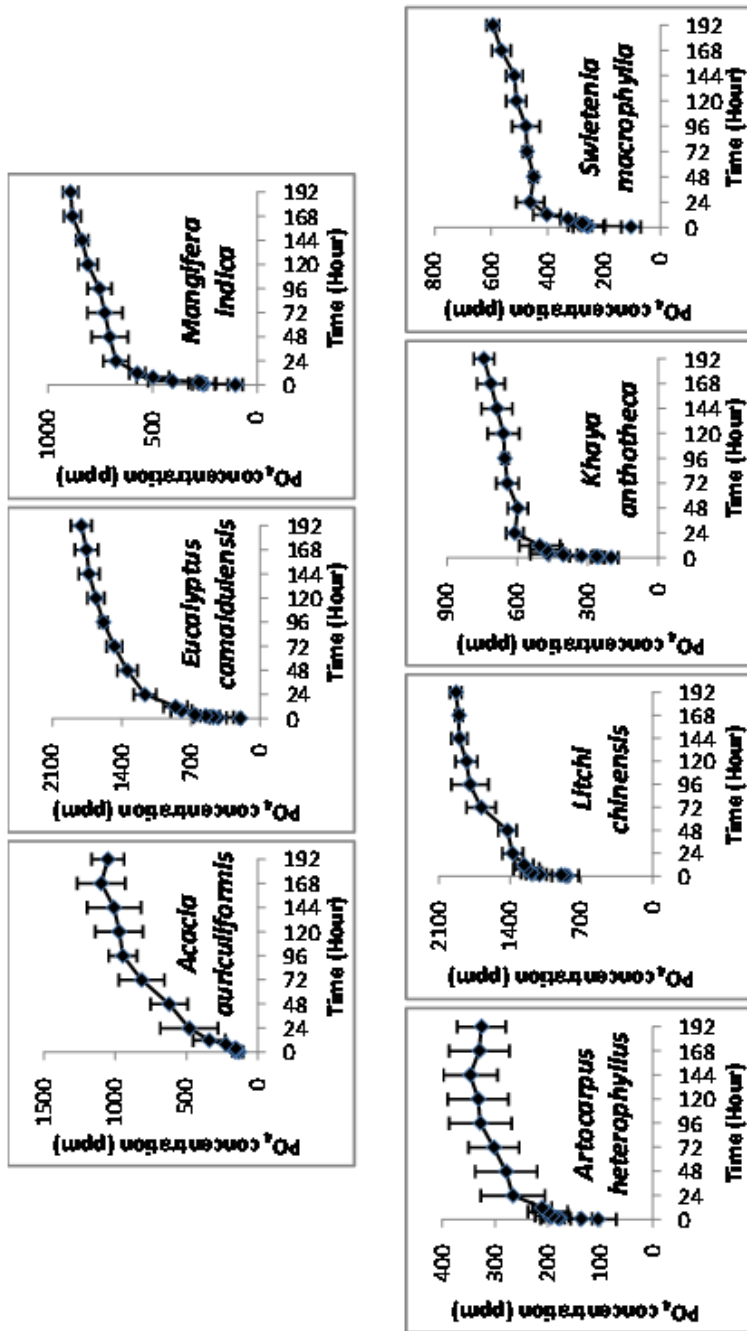 PO₄ concentration (ppm)
1500
1000
500
0
Acacia
auriculiformis
0 24 48 72 96 120 144 168 192
Time (Hour)
PO₄ concentration (ppm)
2100
1400
700
0
Eucalyptus
camaldulensis
0 24 48 72 96 120 144 168 192
Time (Hour)
PO₄ concentration (ppm)
1000
500
0
Mangifera
indica
0 24 48 72 96 120 144 168 192
Time (Hour)
PO₄ concentration (ppm)
400
300
200
100
0
Artocarpus
heterophyllus
0 24 48 72 96 120 144 168 192
Time (Hour)
PO₄ concentration (ppm)
2100
1400
700
0
Litchi
chinensis
0 24 48 72 96 120 144 168 192
Time (Hour)
PO₄ concentration (ppm)
900
600
300
0
Khaya
anthotheca
0 24 48 72 96 120 144 168 192
Time (Hour)
PO₄ concentration (ppm)
800
600
400
200
0
Swietenia
macrophylla
0 24 48 72 96 120 144 168 192
Time (Hour)